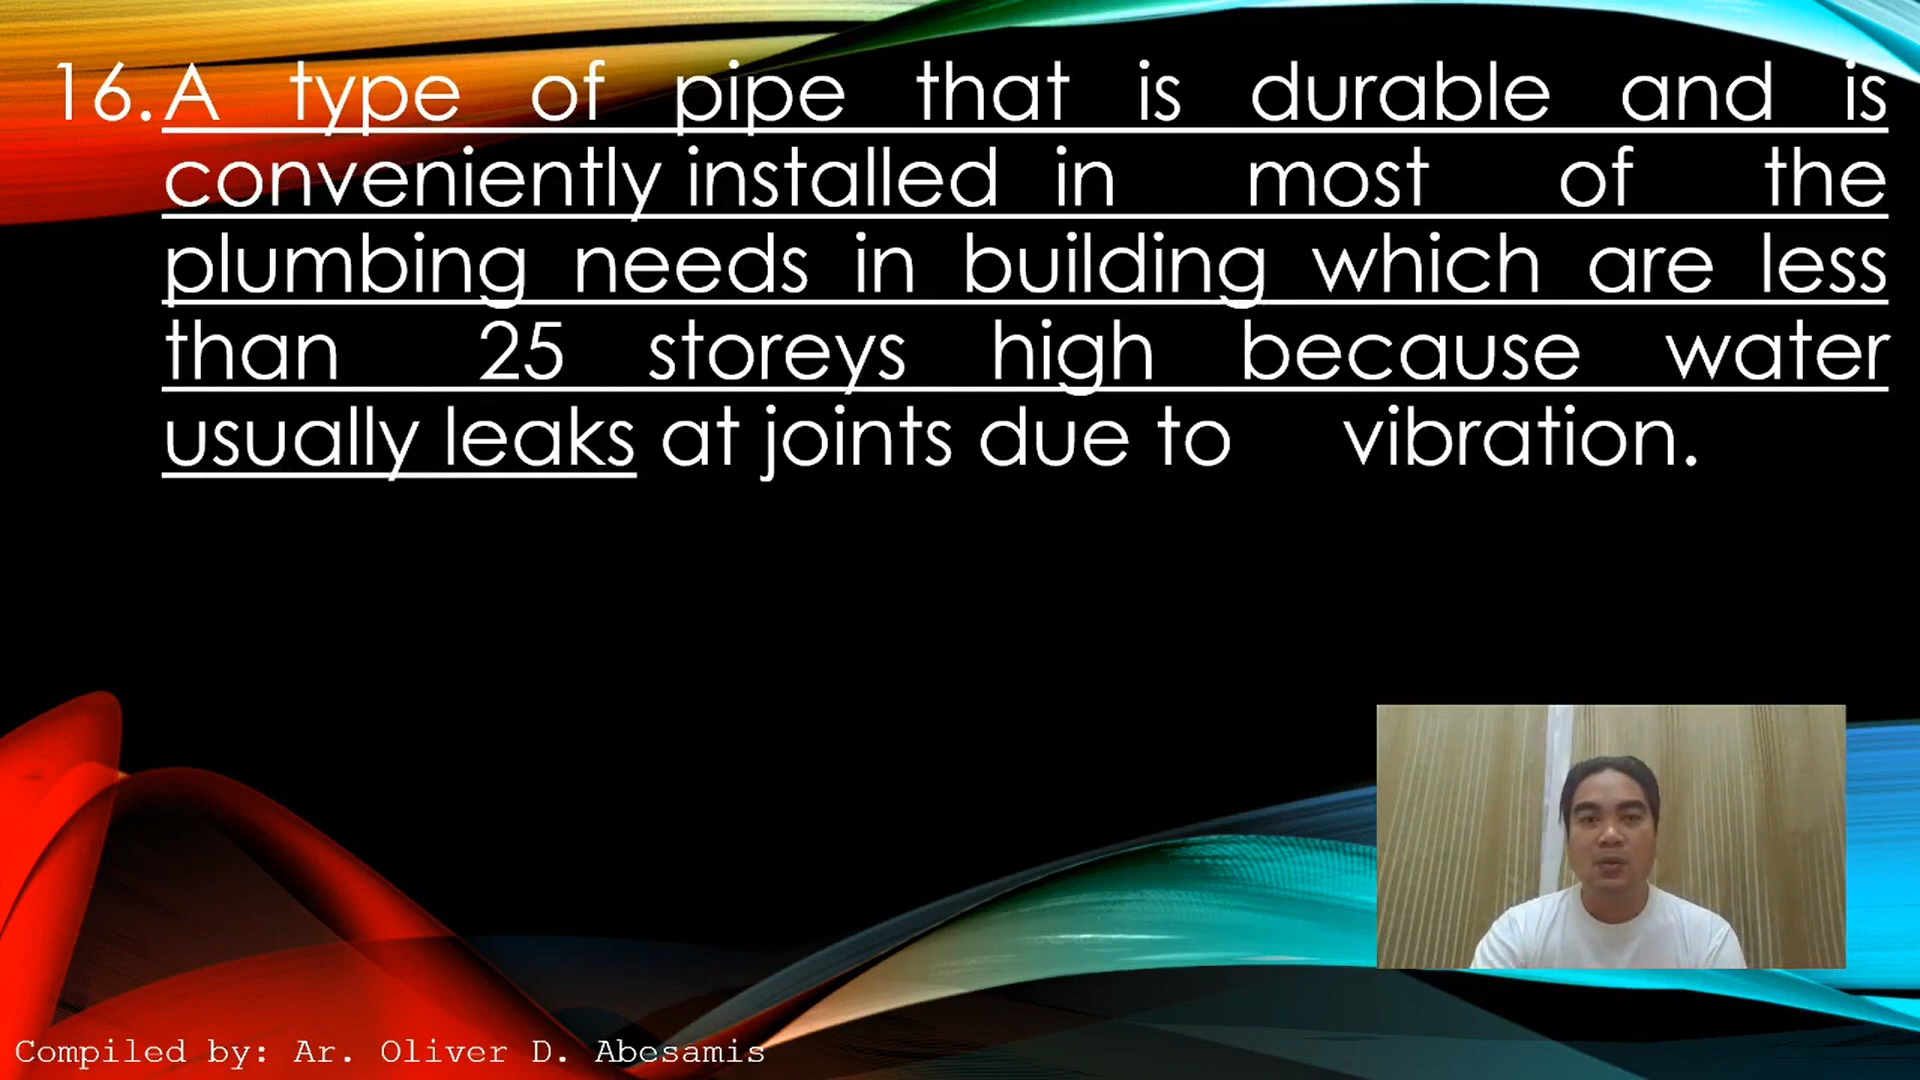 16. A type of pipe that is durable and is
conveniently installed in most of the
plumbing needs in building which are less
than 25 storeys high because water
usually leaks at joints due to vibration.
Compiled by: Ar. Oliver D. Abesamis